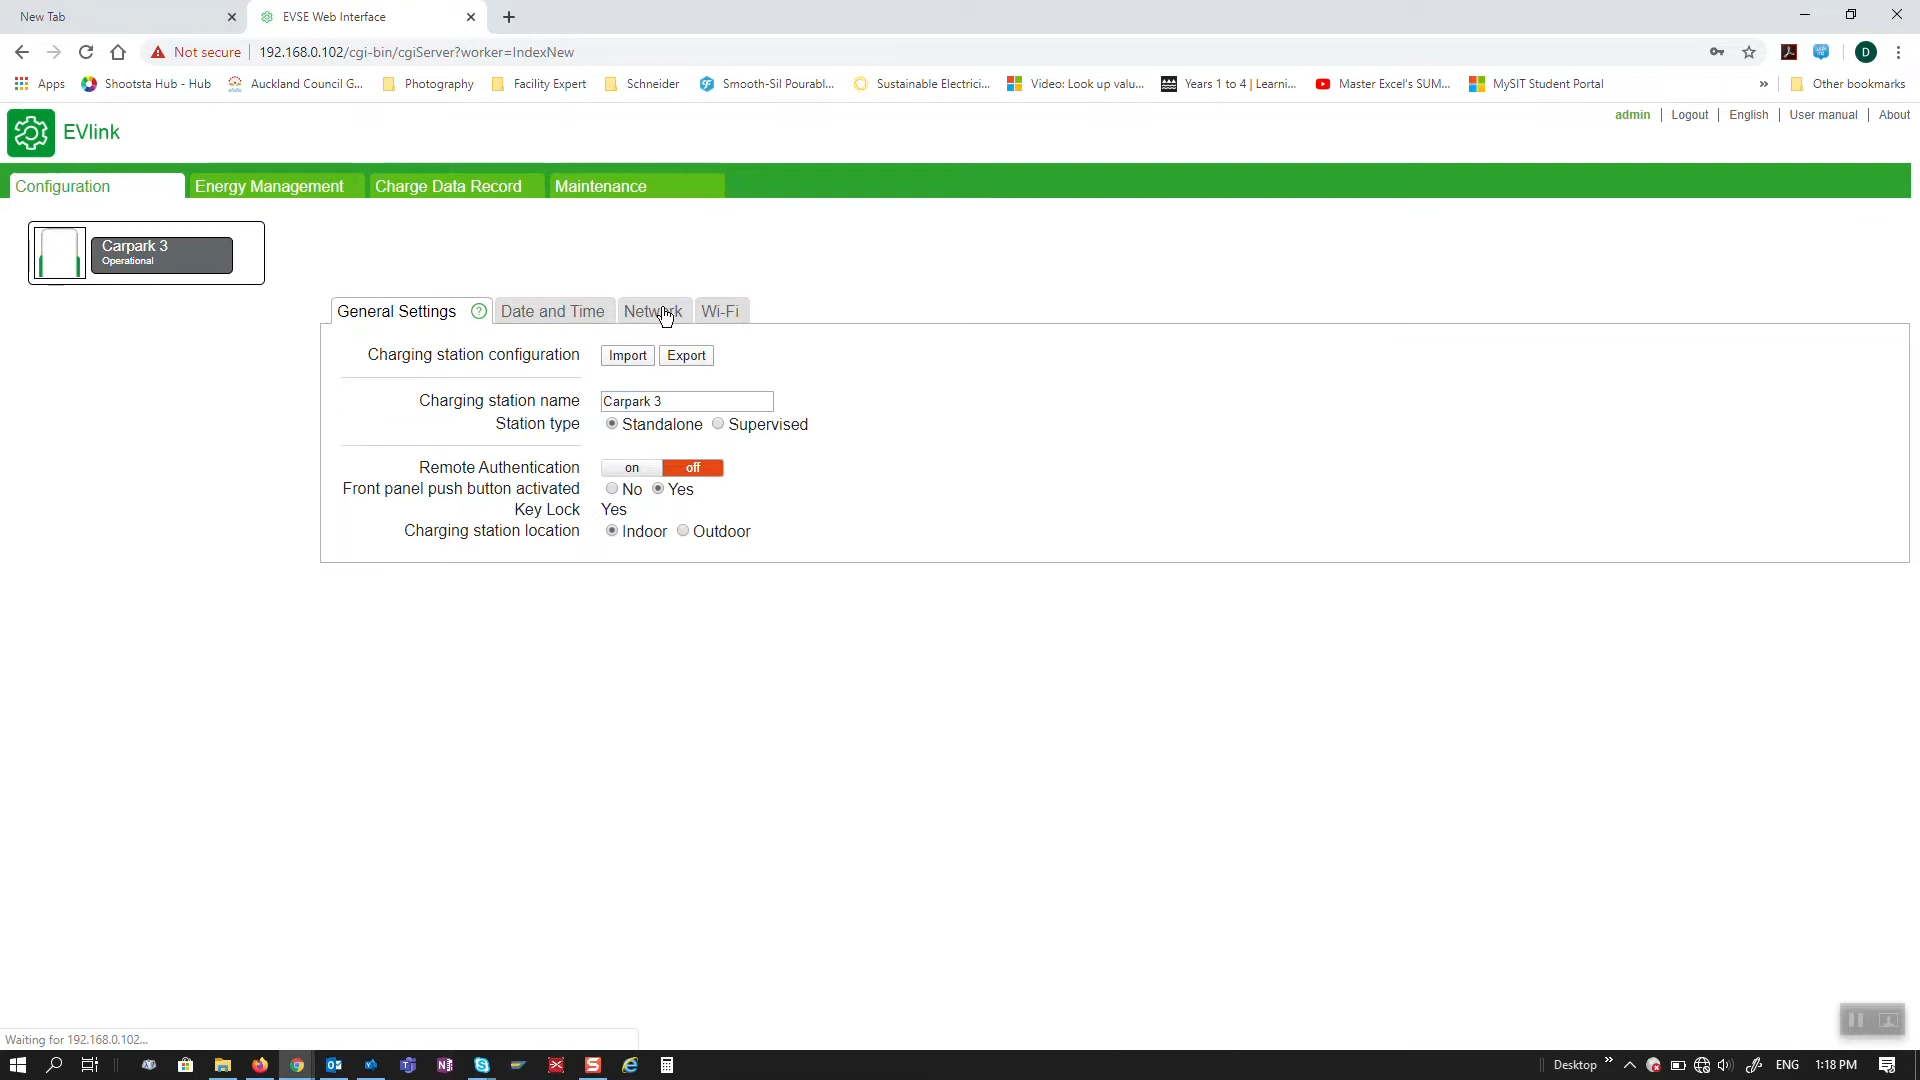 New Tab
EVSE Web Interface
Not secure 192.168.0.102/cgi-bin/cgiServer?worker=IndexNew
D
Apps Shootsta Hub - Hub Auckland Council G... Photography Facility Expert Schneider Smooth-Sil Pourabl... Sustainable Electrici... Video: Look up valu... Years 1 to 4 | Learni... Master Excel's SUM... MySIT Student Portal » Other bookmarks
admin | Logout | English | User manual | About
EVlink
Configuration Energy Management Charge Data Record Maintenance
Carpark 3
Operational
General Settings ? Date and Time Network Wi-Fi
Charging station configuration Import Export
Charging station name Carpark 3
Station type Standalone Supervised
Remote Authentication on off
Front panel push button activated No Yes
Key Lock Yes
Charging station location Indoor Outdoor
Waiting for 192.168.0.102...
Desktop » ENG 1:18 PM